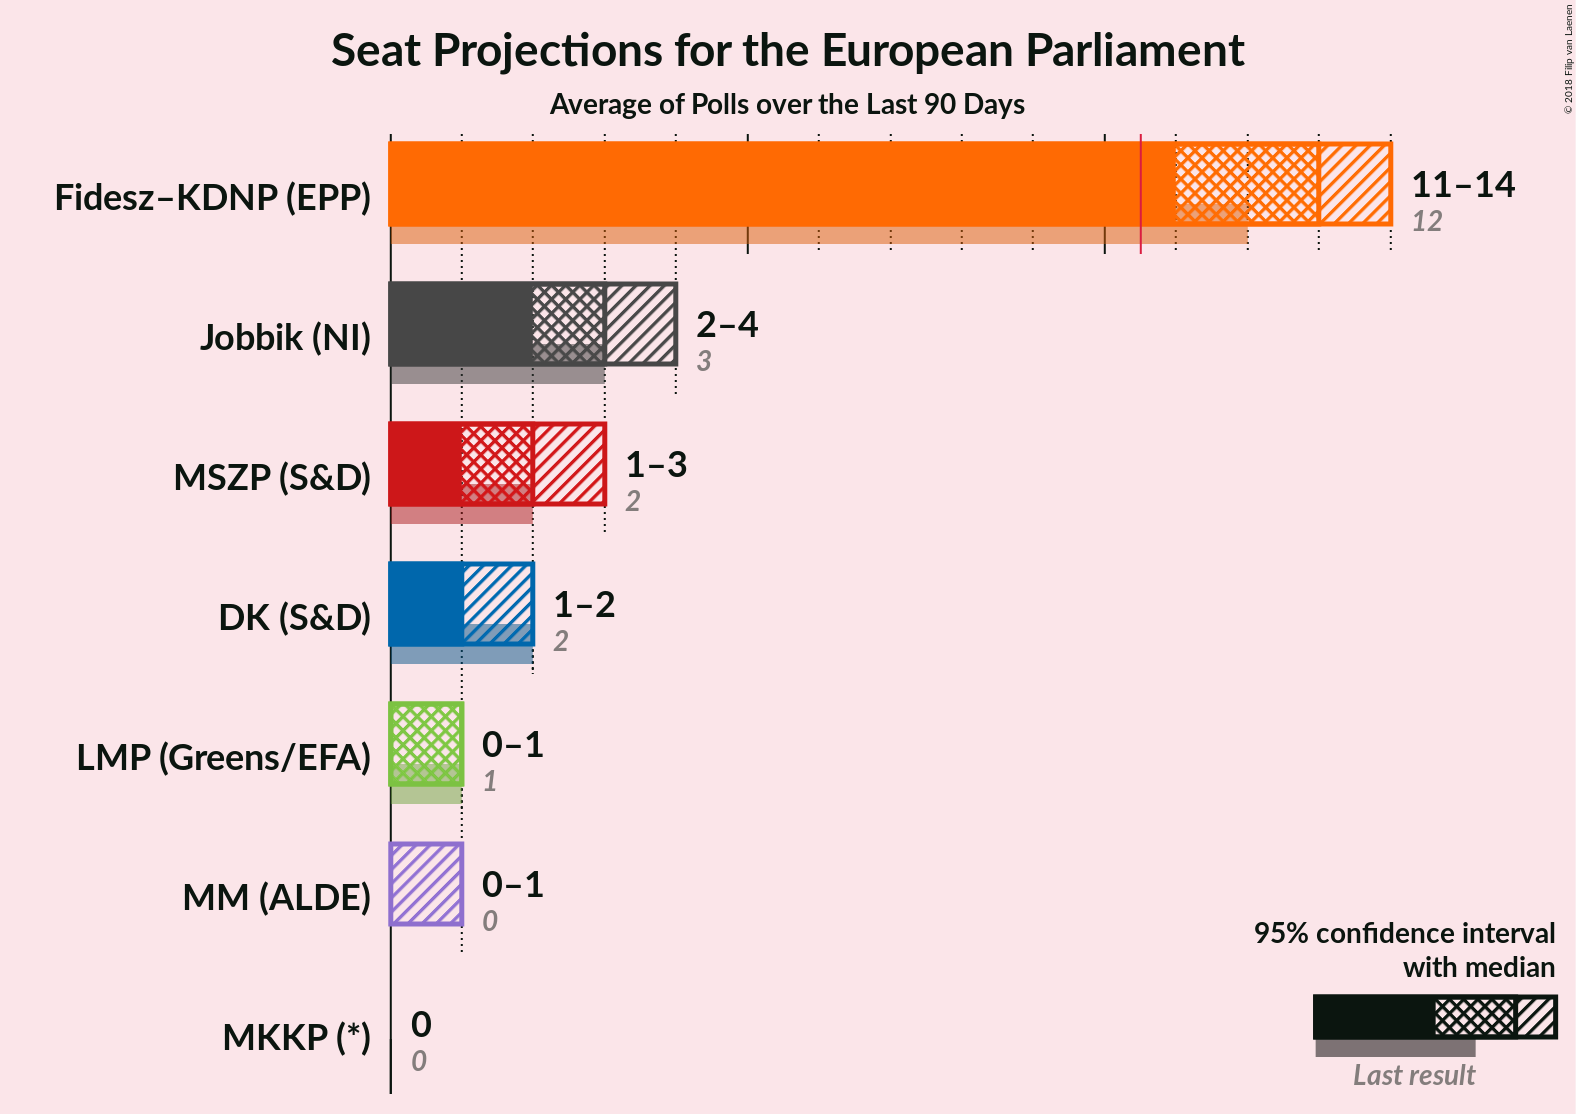 Seat Projections for the European Parliament
Average of Polls over the Last 90 Days
© 2018 Filip van Laenen
Fidesz–KDNP (EPP)
11–14
12
Jobbik (NI)
2–4
3
MSZP (S&D)
1–3
2
DK (S&D)
1–2
2
LMP (Greens/EFA)
0–1
1
MM (ALDE)
0–1
0
MKKP (*)
0
0
95% confidence interval
with median
Last result